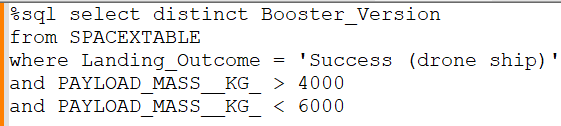 %sql select distinct Booster_Version
from SPACEXTABLE
where Landing_Outcome = 'Success (drone ship)'
and PAYLOAD_MASS__KG_ > 4000
and PAYLOAD_MASS__KG_ < 6000